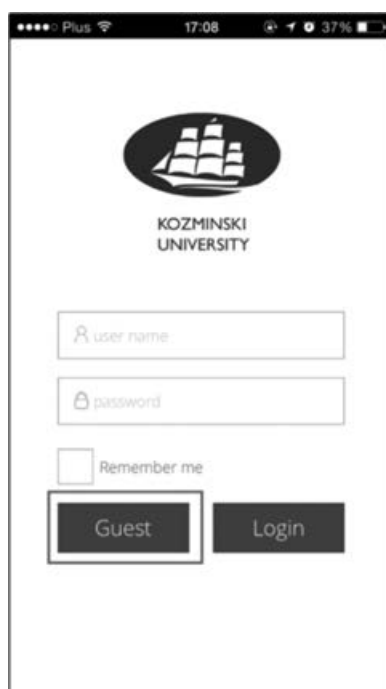 Plus 17:08 37%
KOZMINSKI
UNIVERSITY
user name
password
Remember me
Guest Login